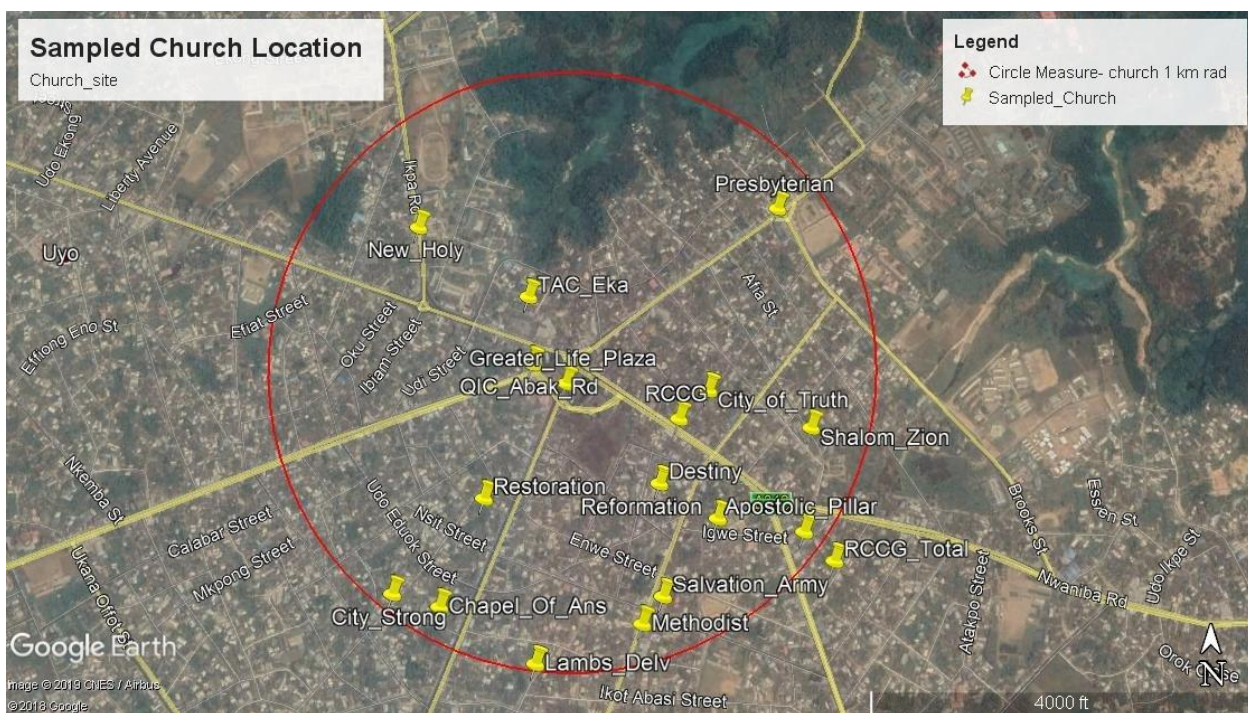 Sampled Church Location
Church_site
Legend
Circle Measure- church 1 km rad
Sampled_Church
Udo Ekong
Liberty Avenue
Ikpa Rd
Presbyterian
New_Holy
Uyo
TAC_Eka
Afia St
Effiong Eno St
Efiat Street
Oku Street
Ibiam Street
Udi Street
Greater_Life_Plaza
QIC_Abak_Rd
RCCG
City_of_Truth
Shalom_Zion
Destiny
Restoration
Reformation
Apostolic_Pillar
Nkemba St
Calabar Street
Udo Eduok Street
Nsit Street
Enwe Street
Igwe Street
RCCG_Total
Brooks St
Essien St
Udo Ikpe St
Nwaniba Rd
Atakpo Street
Ukana Offot St
Mkpong Street
City_Strong
Chapel_Of_Ans
Salvation_Army
Methodist
Lambs_Delv
Ikot Abasi Street
Google Earth
Image © 2019 CNES / Airbus
© 2018 Google
N
4000 ft